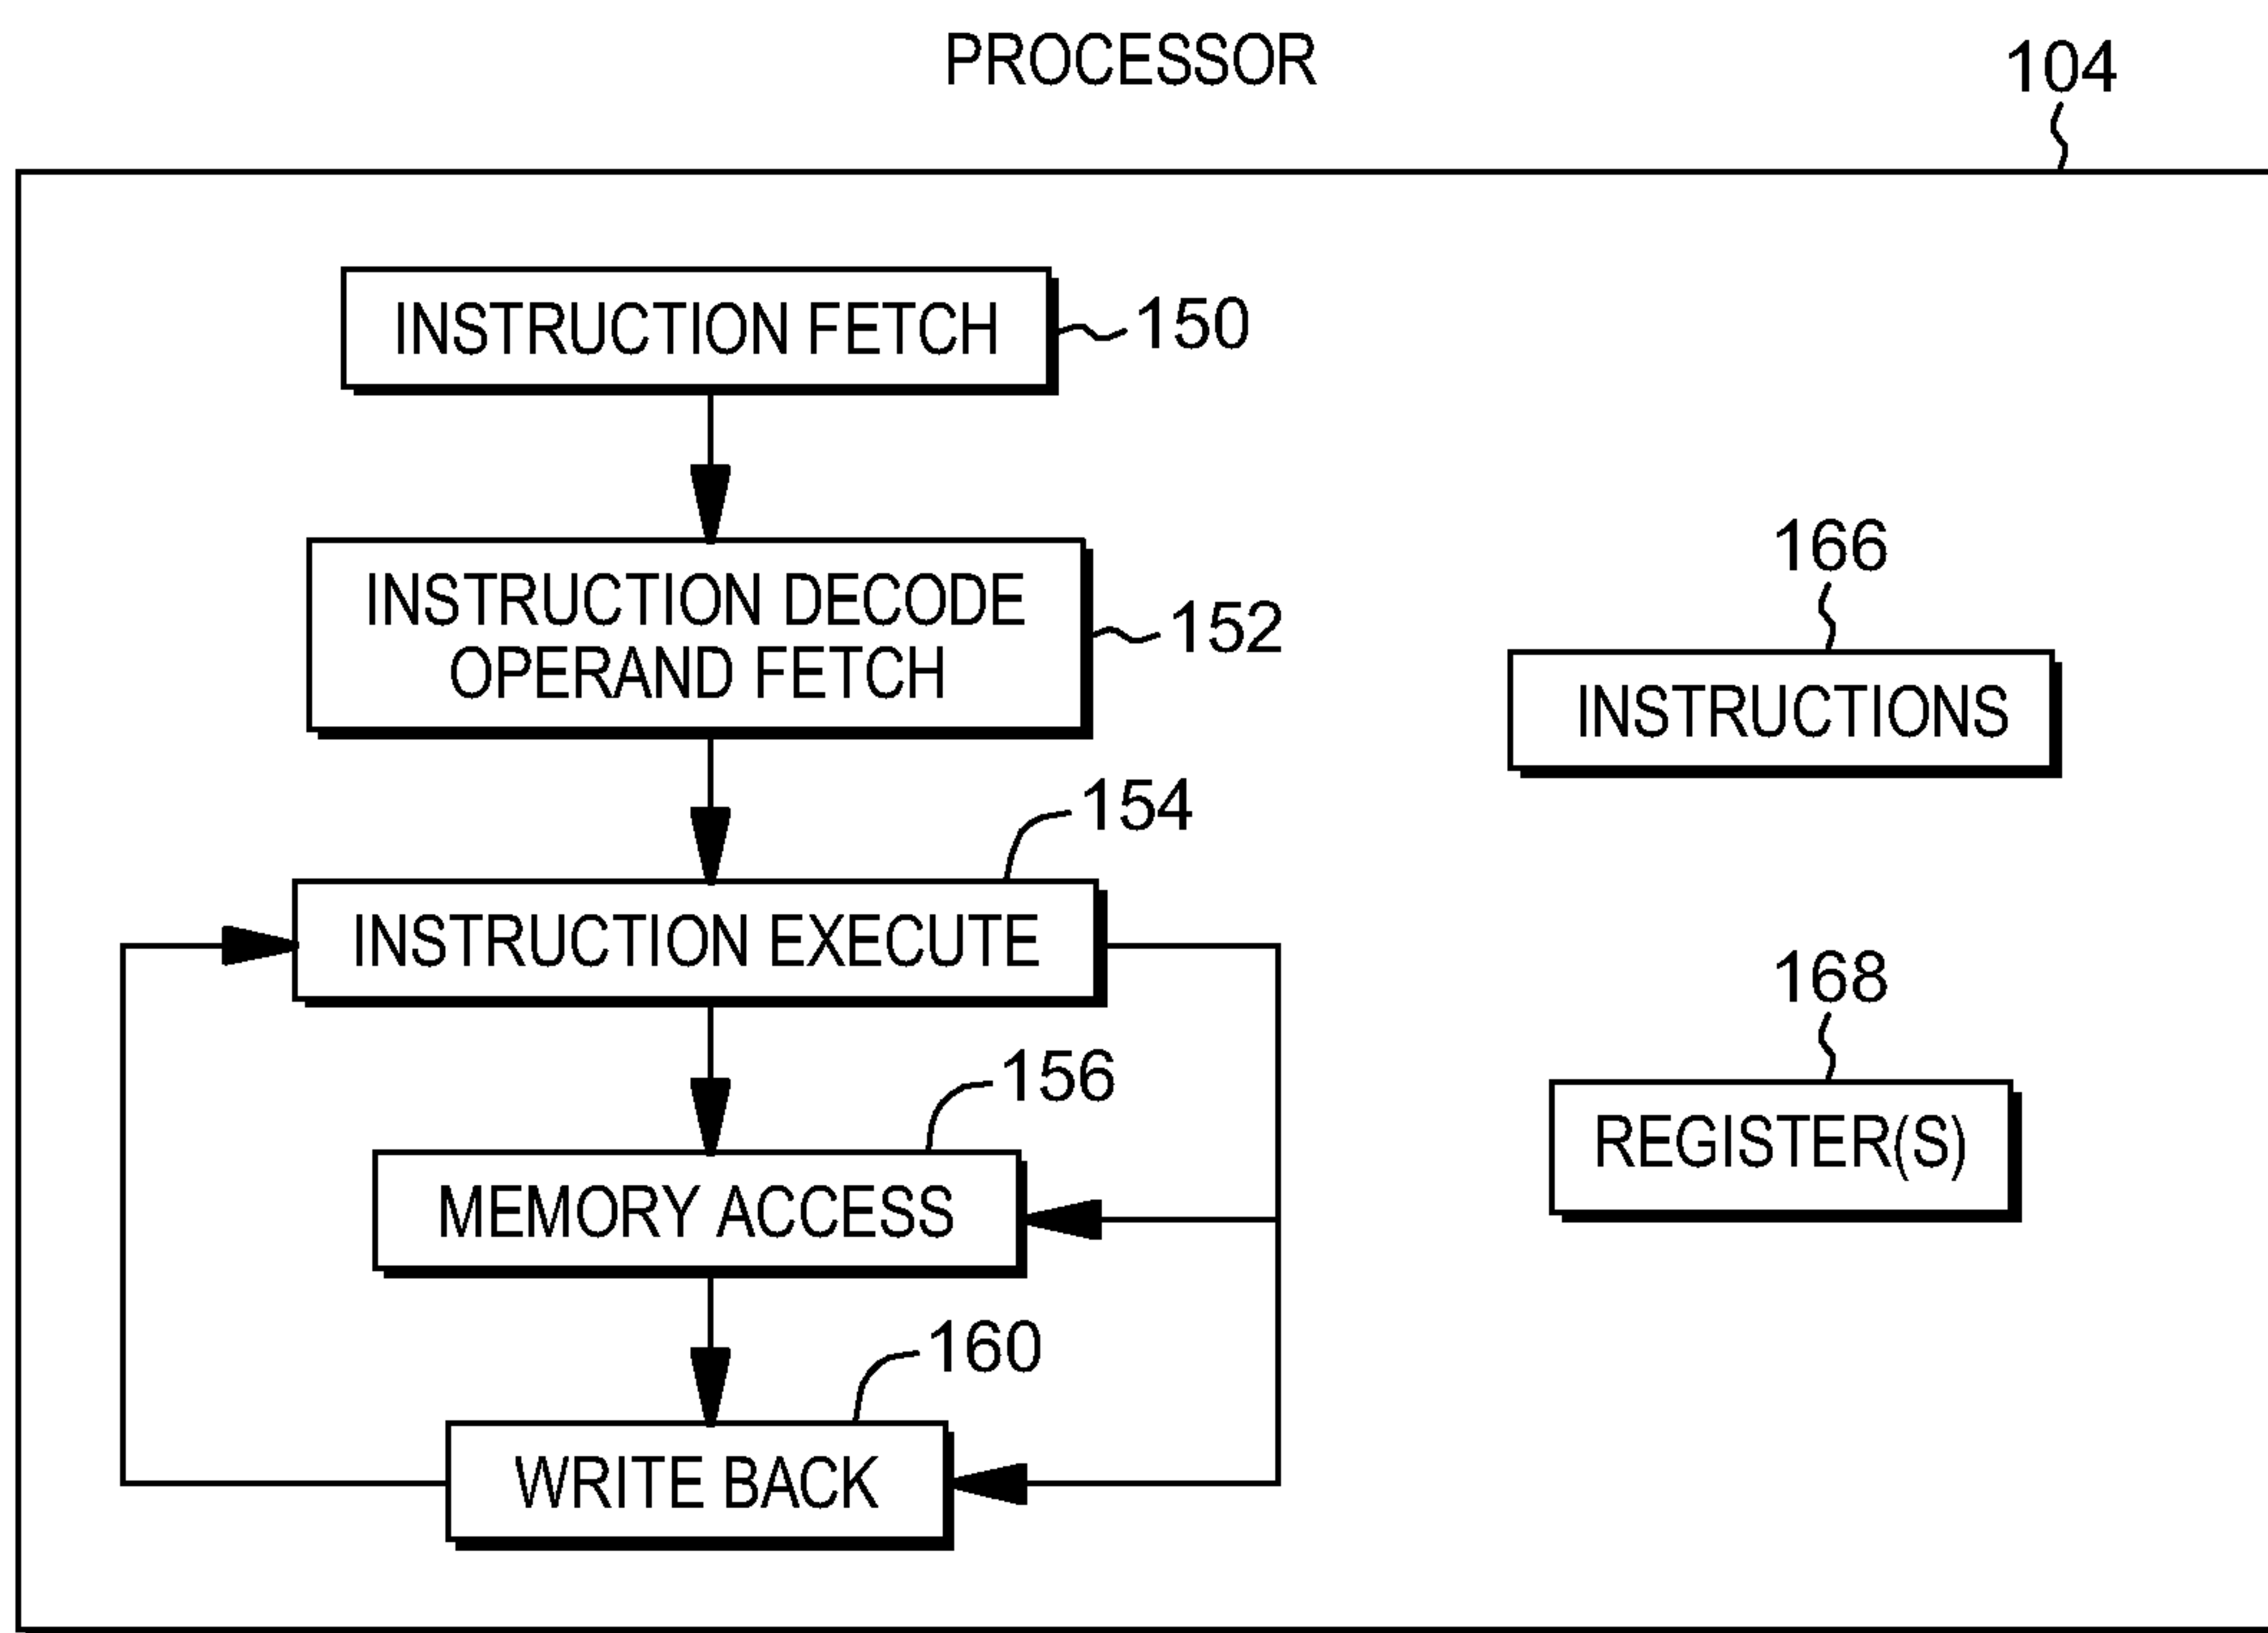 PROCESSOR
104
INSTRUCTION FETCH
150
INSTRUCTION DECODE
OPERAND FETCH
152
154
INSTRUCTION EXECUTE
156
MEMORY ACCESS
160
WRITE BACK
166
INSTRUCTIONS
168
REGISTER(S)